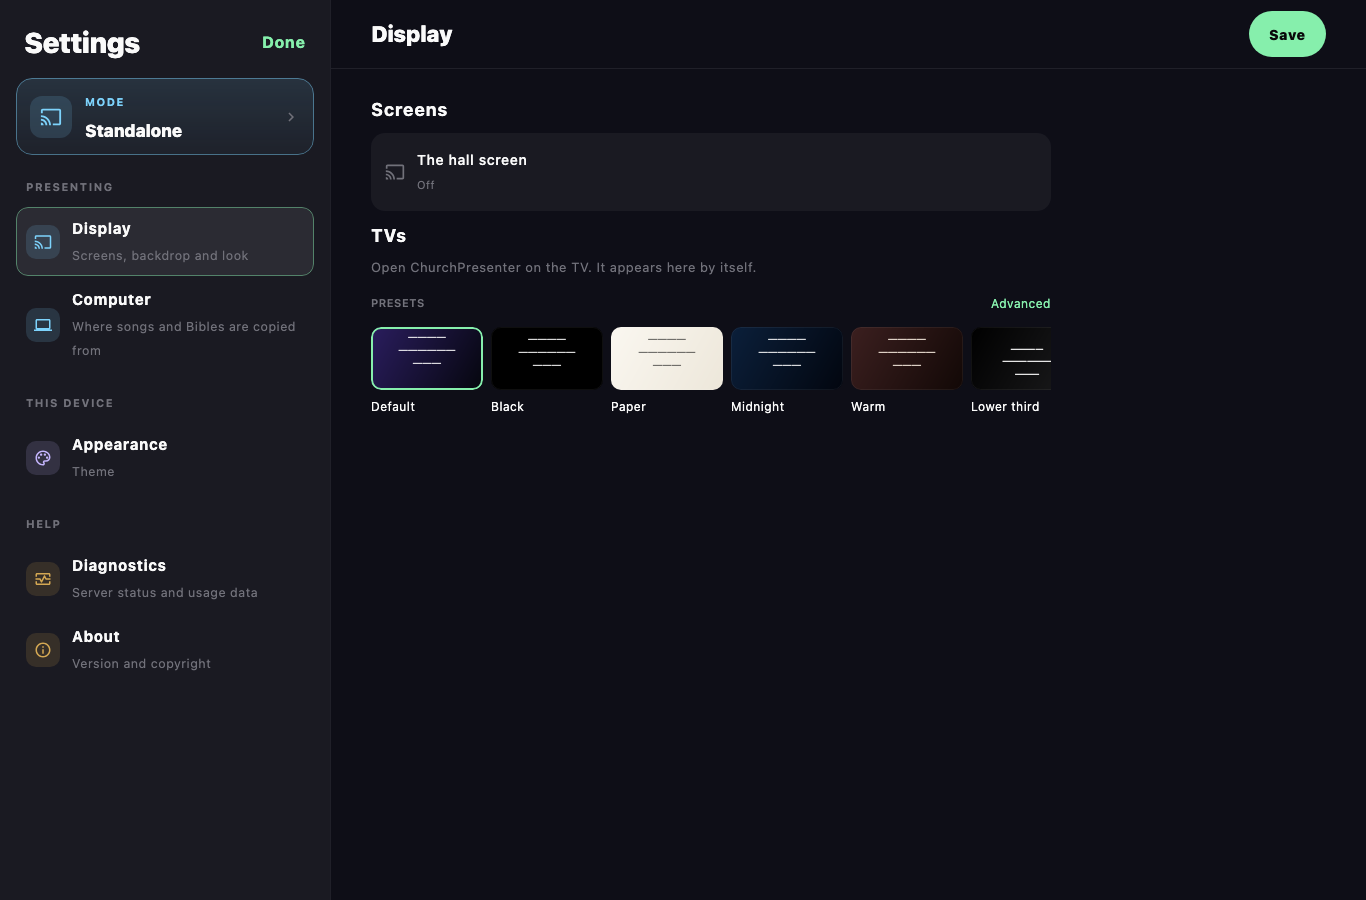 Settings
Done
MODE
Standalone
PRESENTING
Display
Screens, backdrop and look
Computer
Where songs and Bibles are copied
from
THIS DEVICE
Appearance
Theme
HELP
Diagnostics
Server status and usage data
About
Version and copyright
Display
Save
Screens
The hall screen
Off
TVs
Open ChurchPresenter on the TV. It appears here by itself.
PRESETS
Advanced
Default
Black
Paper
Midnight
Warm
Lower third